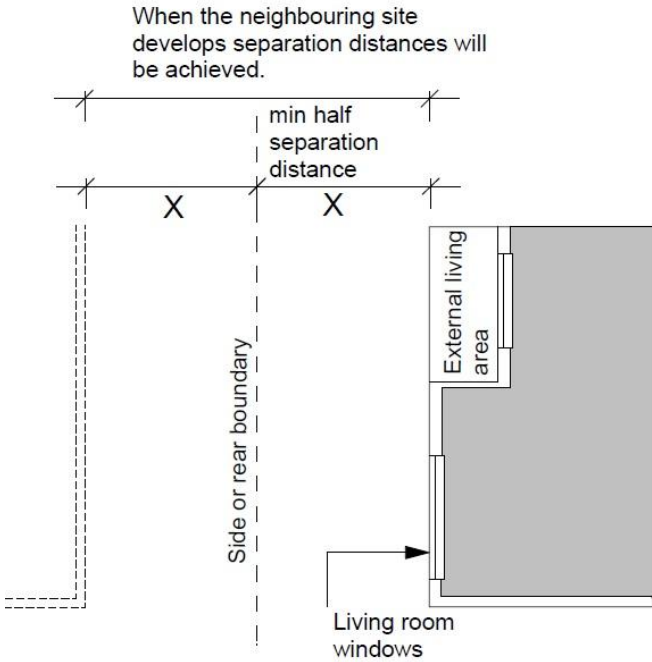 When the neighbouring site
develops separation distances will
be achieved.
min half
separation
distance
X
X
External living
area
Side or rear boundary
Living room
windows